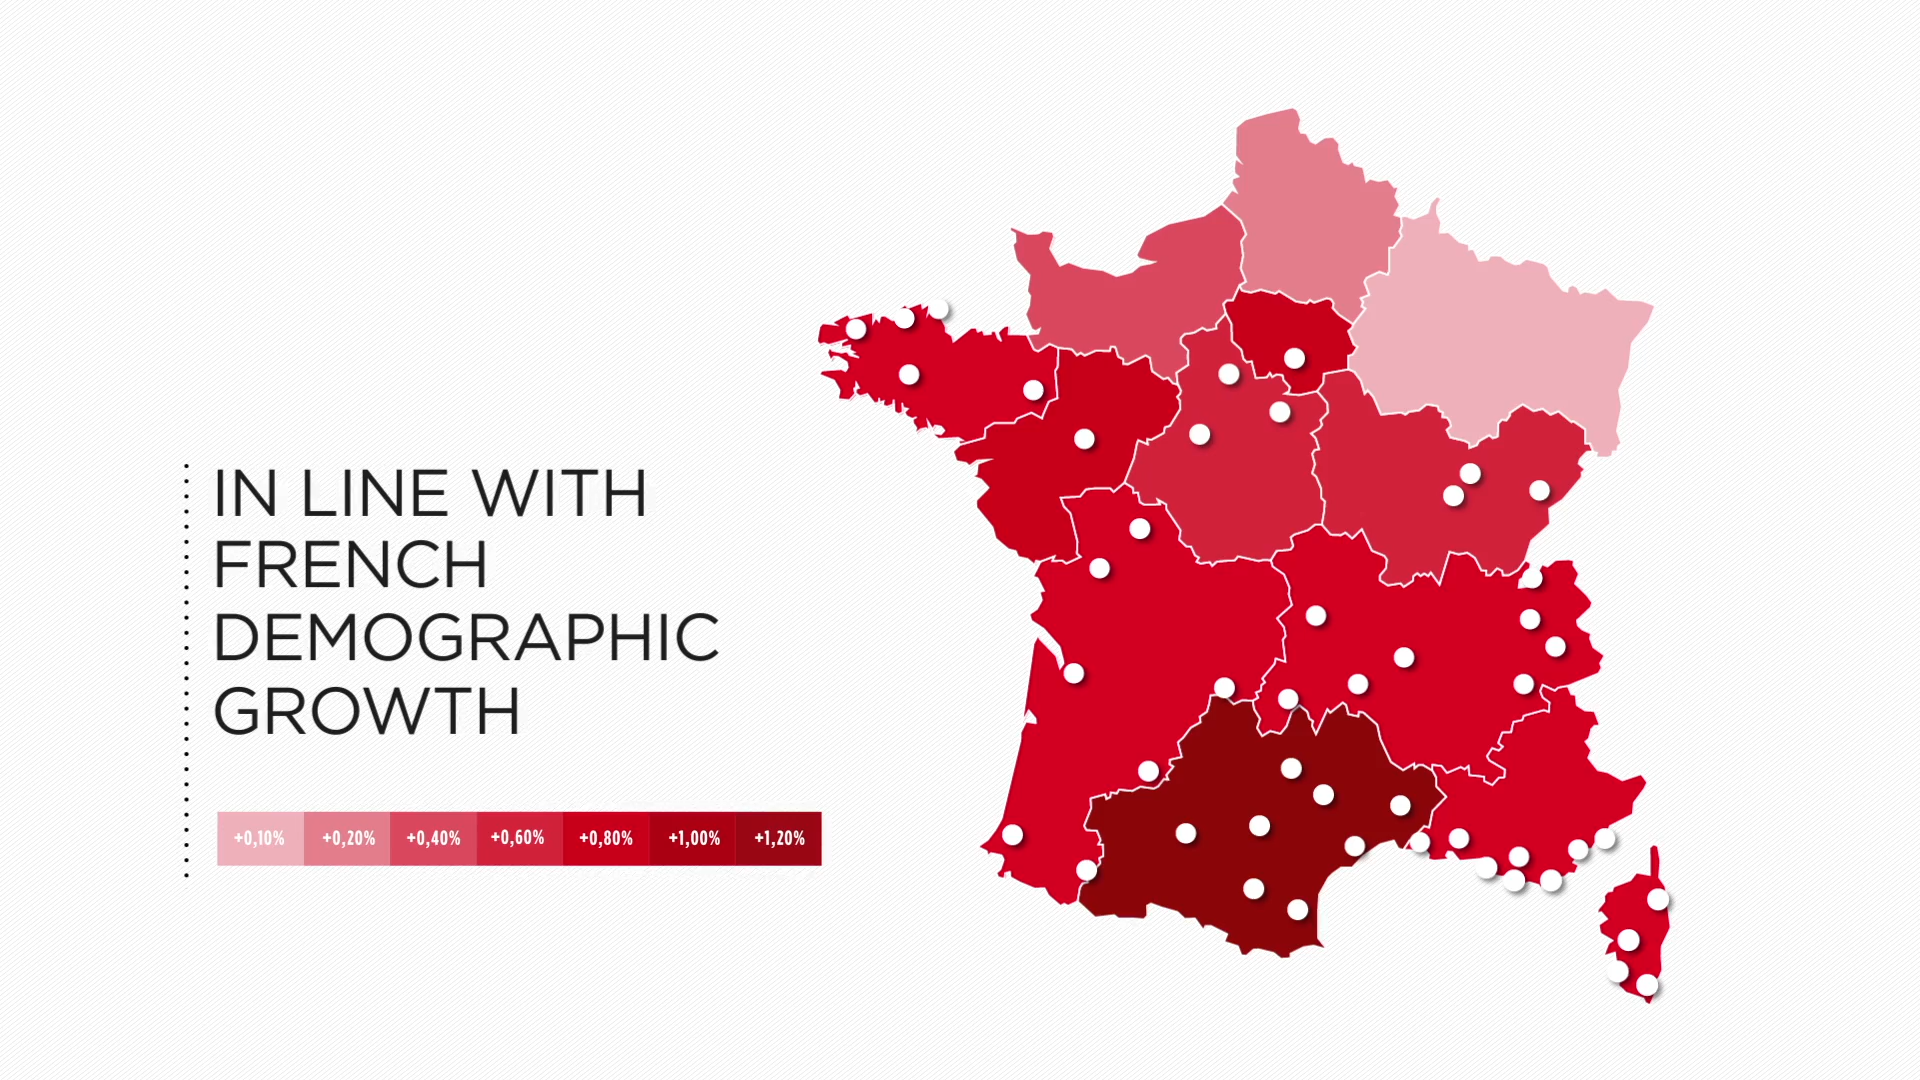 IN LINE WITH
FRENCH
DEMOGRAPHIC
GROWTH
+0,10% +0,20% +0,40% +0,60% +0,80% +1,00% +1,20%